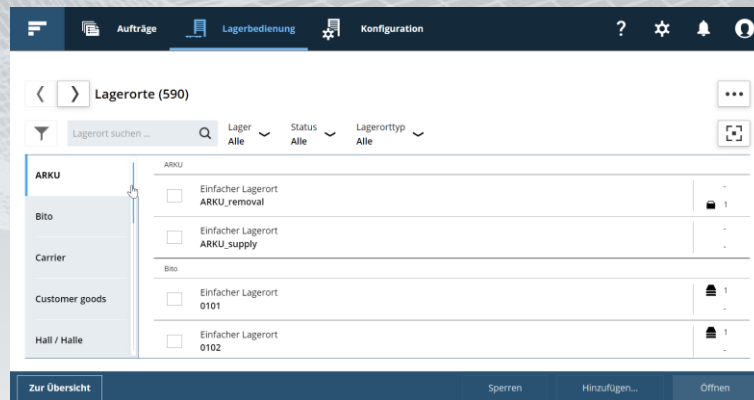 Aufträge
Lagerbedienung
Konfiguration
?
Lagerorte (590)
Lagerort suchen ...
Lager
Alle
Status
Alle
Lagerorttyp
Alle
ARKU
Bito
Carrier
Customer goods
Hall / Halle
ARKU
Einfacher Lagerort
ARKU_removal
-
1
Einfacher Lagerort
ARKU_supply
-
-
Bito
Einfacher Lagerort
0101
1
-
Einfacher Lagerort
0102
1
-
Zur Übersicht
Sperren
Hinzufügen...
Öffnen